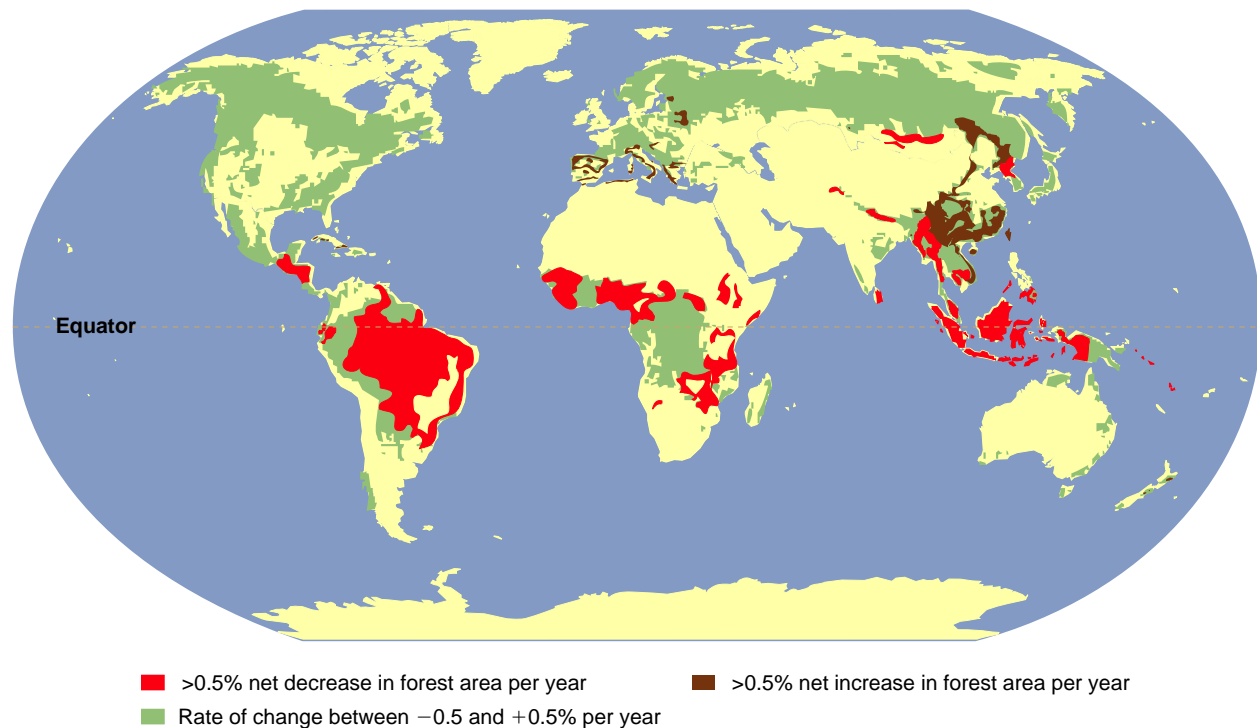 Equator
>0.5% net decrease in forest area per year
>0.5% net increase in forest area per year
Rate of change between −0.5 and +0.5% per year